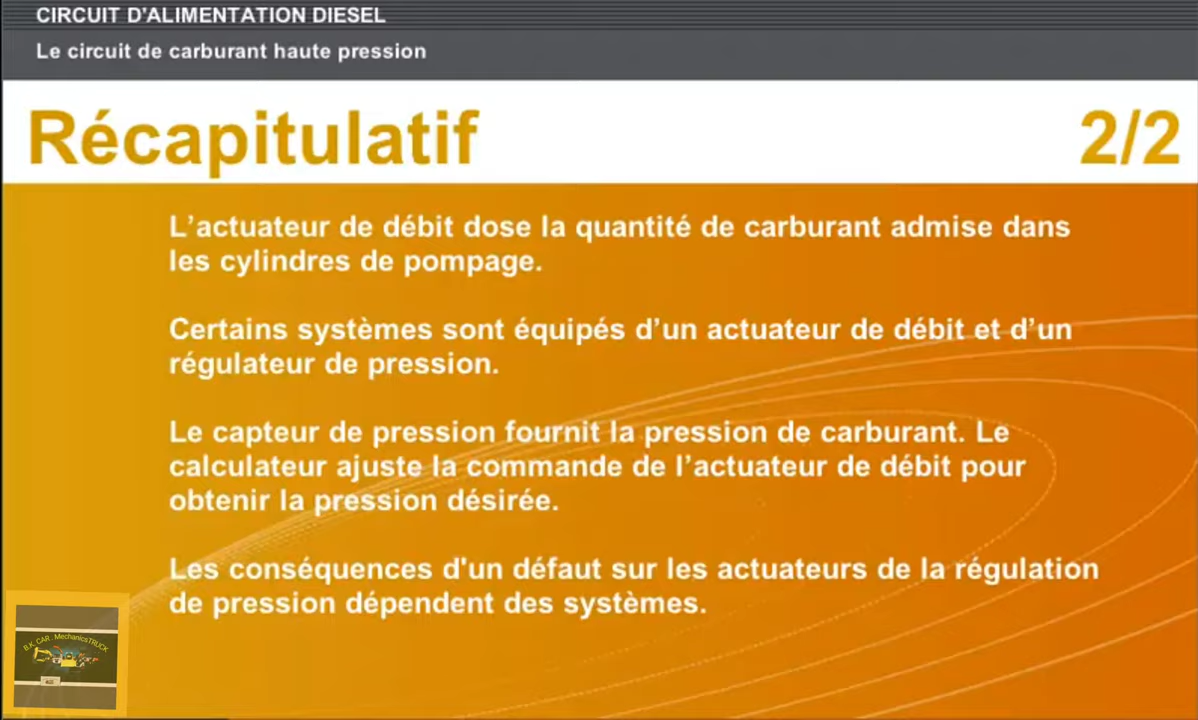 CIRCUIT D'ALIMENTATION DIESEL
Le circuit de carburant haute pression
Récapitulatif 2/2
L’actuateur de débit dose la quantité de carburant admise dans
les cylindres de pompage.
Certains systèmes sont équipés d’un actuateur de débit et d’un
régulateur de pression.
Le capteur de pression fournit la pression de carburant. Le
calculateur ajuste la commande de l’actuateur de débit pour
obtenir la pression désirée.
Les conséquences d'un défaut sur les actuateurs de la régulation
de pression dépendent des systèmes.
B.K. CAR. MechanicsTRUCK